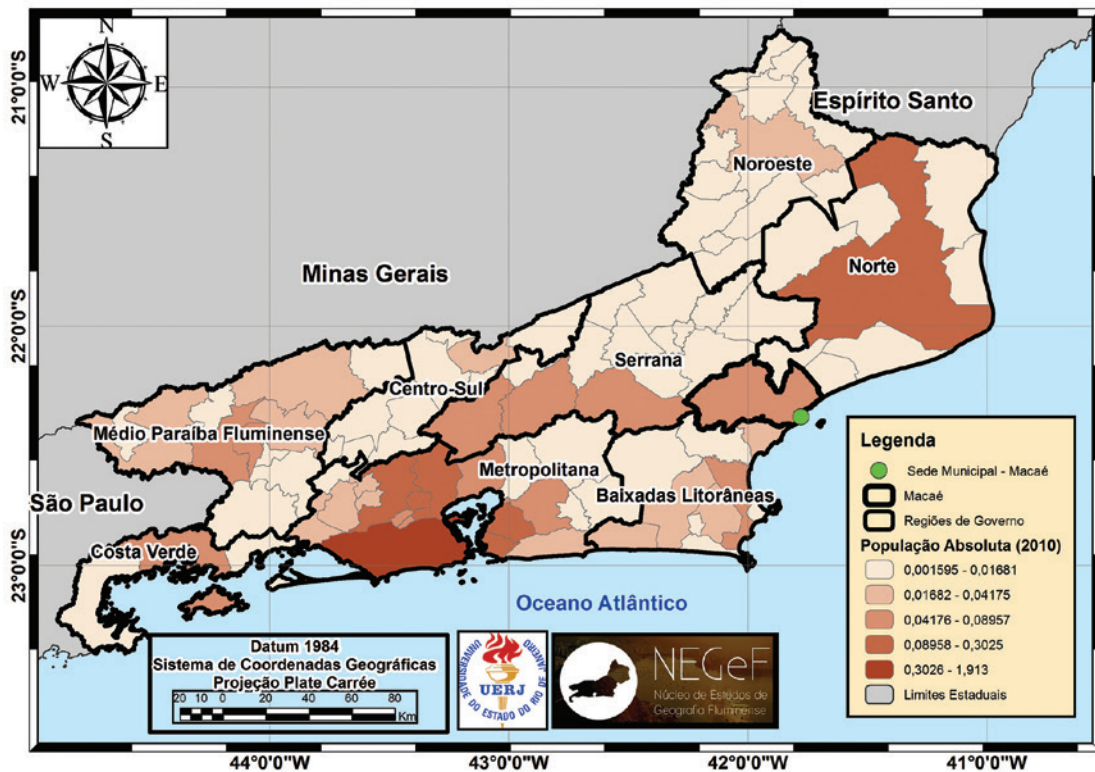 N
W
E
S
21°0'0"S
22°0'0"S
23°0'0"S
Espírito Santo
Noroeste
Minas Gerais
Norte
Serrana
Centro-Sul
Médio Paraíba Fluminense
Metropolitana
Baixadas Litorâneas
São Paulo
Costa Verde
Oceano Atlântico
Legenda
Sede Municipal - Macaé
Macaé
Regiões de Governo
População Absoluta (2010)
0,001595 - 0,01681
0,01682 - 0,04175
0,04176 - 0,08957
0,08958 - 0,3025
0,3026 - 1,913
Limites Estaduais
Datum 1984
Sistema de Coordenadas Geográficas
Projeção Plate Carrée
20 10 0 20 40 60 80
Km
UNIVERSIDADE DO ESTADO DO RIO DE JANEIRO
UERJ
NEGeF
Núcleo de Estudos de
Geografia Fluminense
44°0'0"W
43°0'0"W
42°0'0"W
41°0'0"W